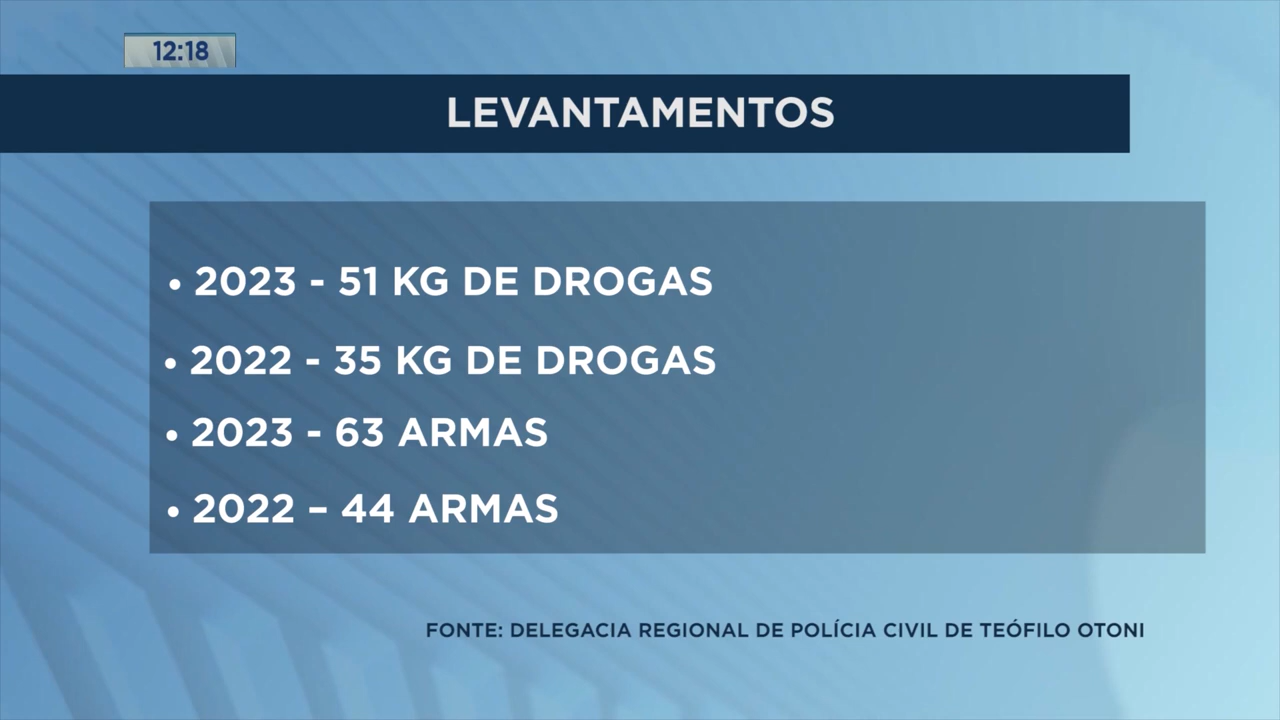 12:18
LEVANTAMENTOS
• 2023 - 51 KG DE DROGAS
• 2022 - 35 KG DE DROGAS
• 2023 - 63 ARMAS
• 2022 – 44 ARMAS
FONTE: DELEGACIA REGIONAL DE POLÍCIA CIVIL DE TEÓFILO OTONI